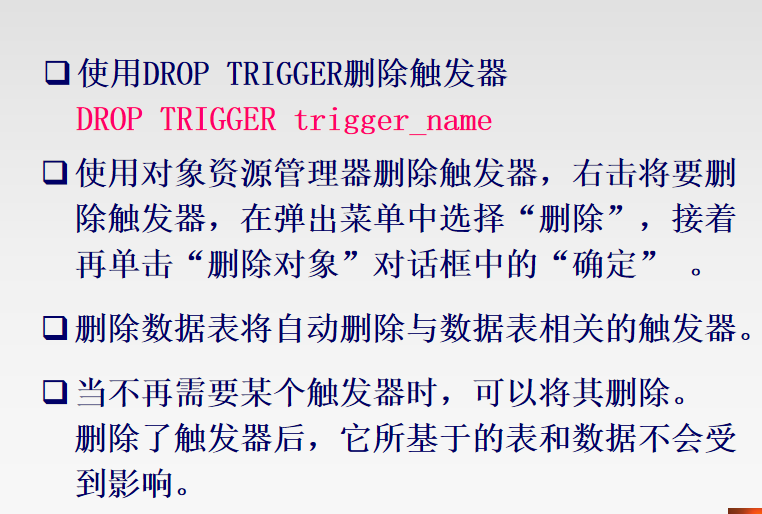 ❑使用DROP TRIGGER删除触发器
DROP TRIGGER trigger_name
❑使用对象资源管理器删除触发器，右击将要删
除触发器，在弹出菜单中选择“删除”，接着
再单击“删除对象”对话框中的“确定” 。
❑删除数据表将自动删除与数据表相关的触发器。
❑当不再需要某个触发器时，可以将其删除。
删除了触发器后，它所基于的表和数据不会受
到影响。